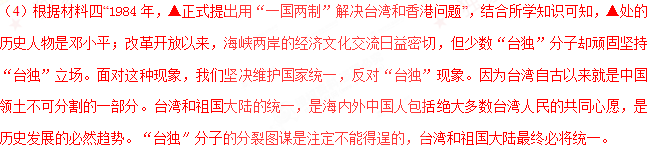 （4）根据材料四“1984 年，▲正式提出用“一国两制”解决台湾和香港问题”，结合所学知识可知，▲处的
历史人物是邓小平；改革开放以来，海峡两岸的经济文化交流日益密切，但少数“台独”分子却顽固坚持
“台独”立场。面对这种现象，我们坚决维护国家统一，反对“台独”现象。因为台湾自古以来就是中国
领土不可分割的一部分。台湾和祖国大陆的统一，是海内外中国人包括绝大多数台湾人民的共同心愿，是
历史发展的必然趋势。“台独”分子的分裂图谋是注定不能得逞的，台湾和祖国大陆最终必将统一。